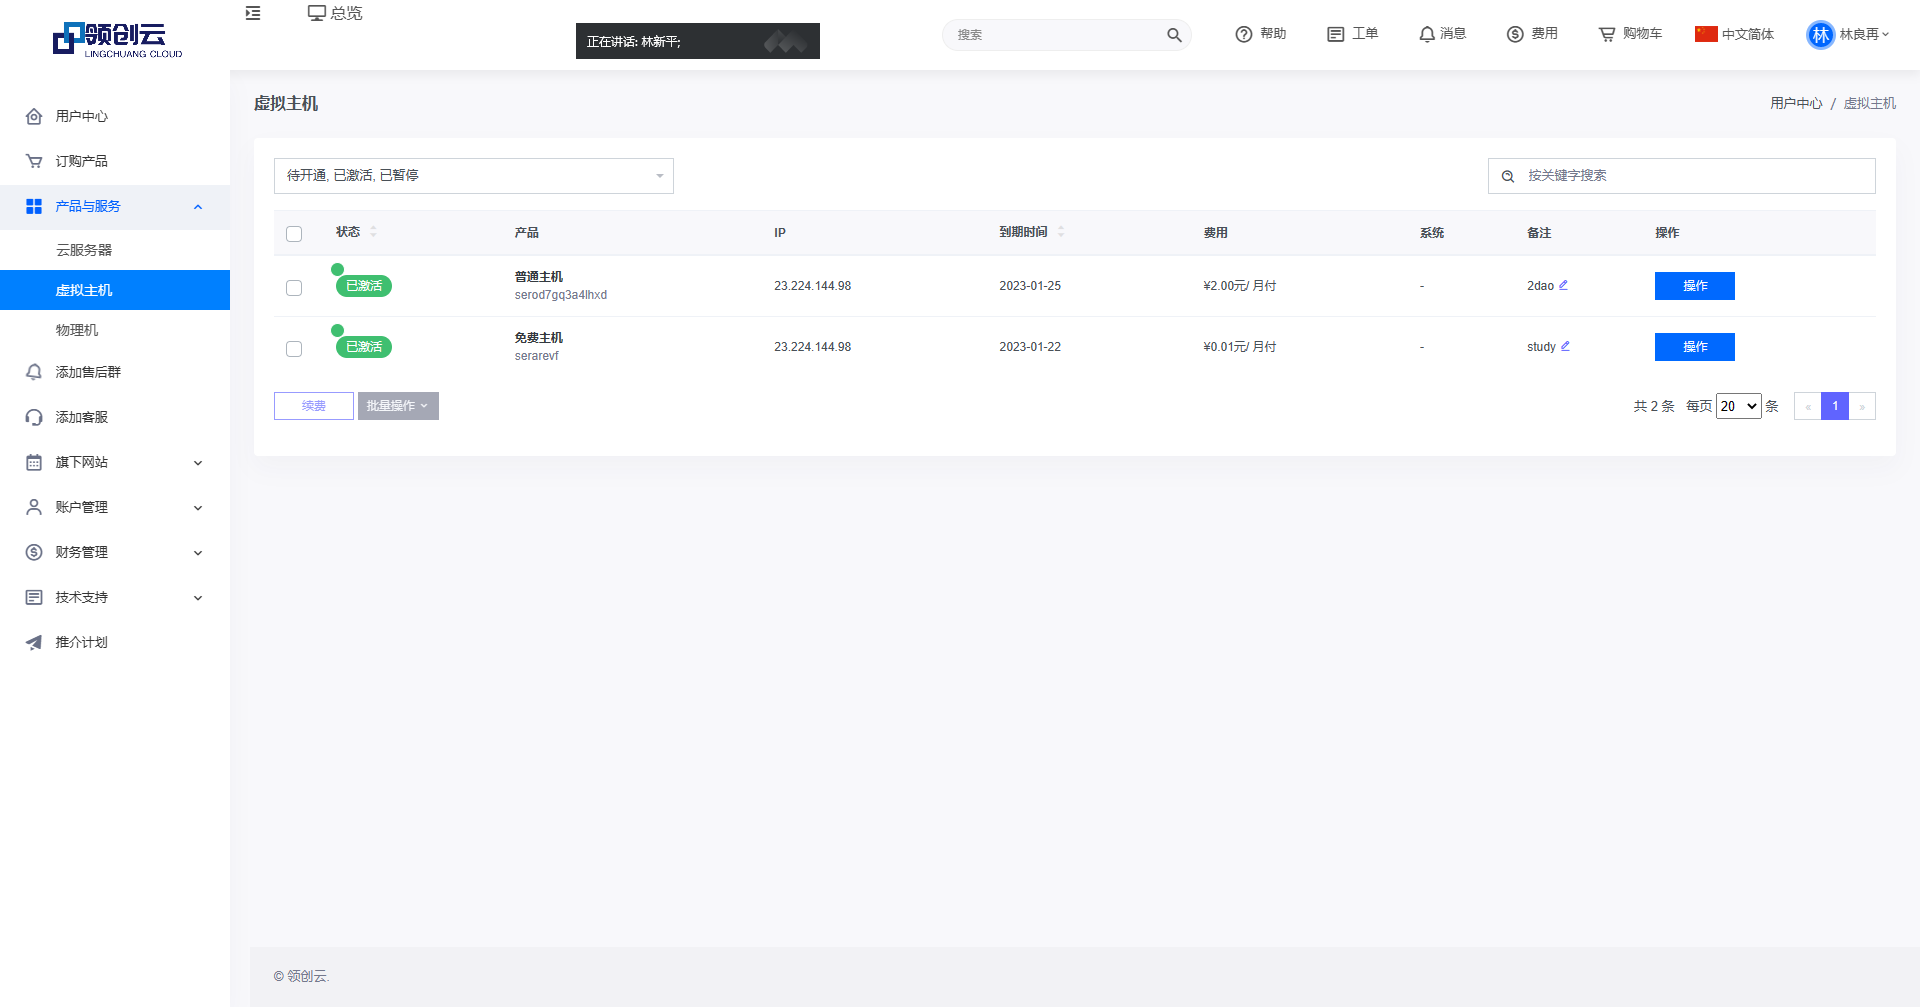 领创云
LINGCHUANG CLOUD
总览
正在讲话: 林新平;
搜索
帮助
工单
消息
费用
购物车
中文简体
林
林良再
用户中心
订购产品
产品与服务
云服务器
虚拟主机
物理机
添加售后群
添加客服
旗下网站
账户管理
财务管理
技术支持
推介计划
虚拟主机
用户中心 / 虚拟主机
待开通, 已激活, 已暂停
按关键字搜索
状态 产品 IP 到期时间 费用 系统 备注 操作
已激活 普通主机 23.224.144.98 2023-01-25 ¥2.00元/ 月付 - 2dao 操作
serod7gq3a4lhxd
已激活 免费主机 23.224.144.98 2023-01-22 ¥0.01元/ 月付 - study 操作
serarevf
续费 批量操作
共 2 条 每页 20 条 « 1 »
© 领创云.